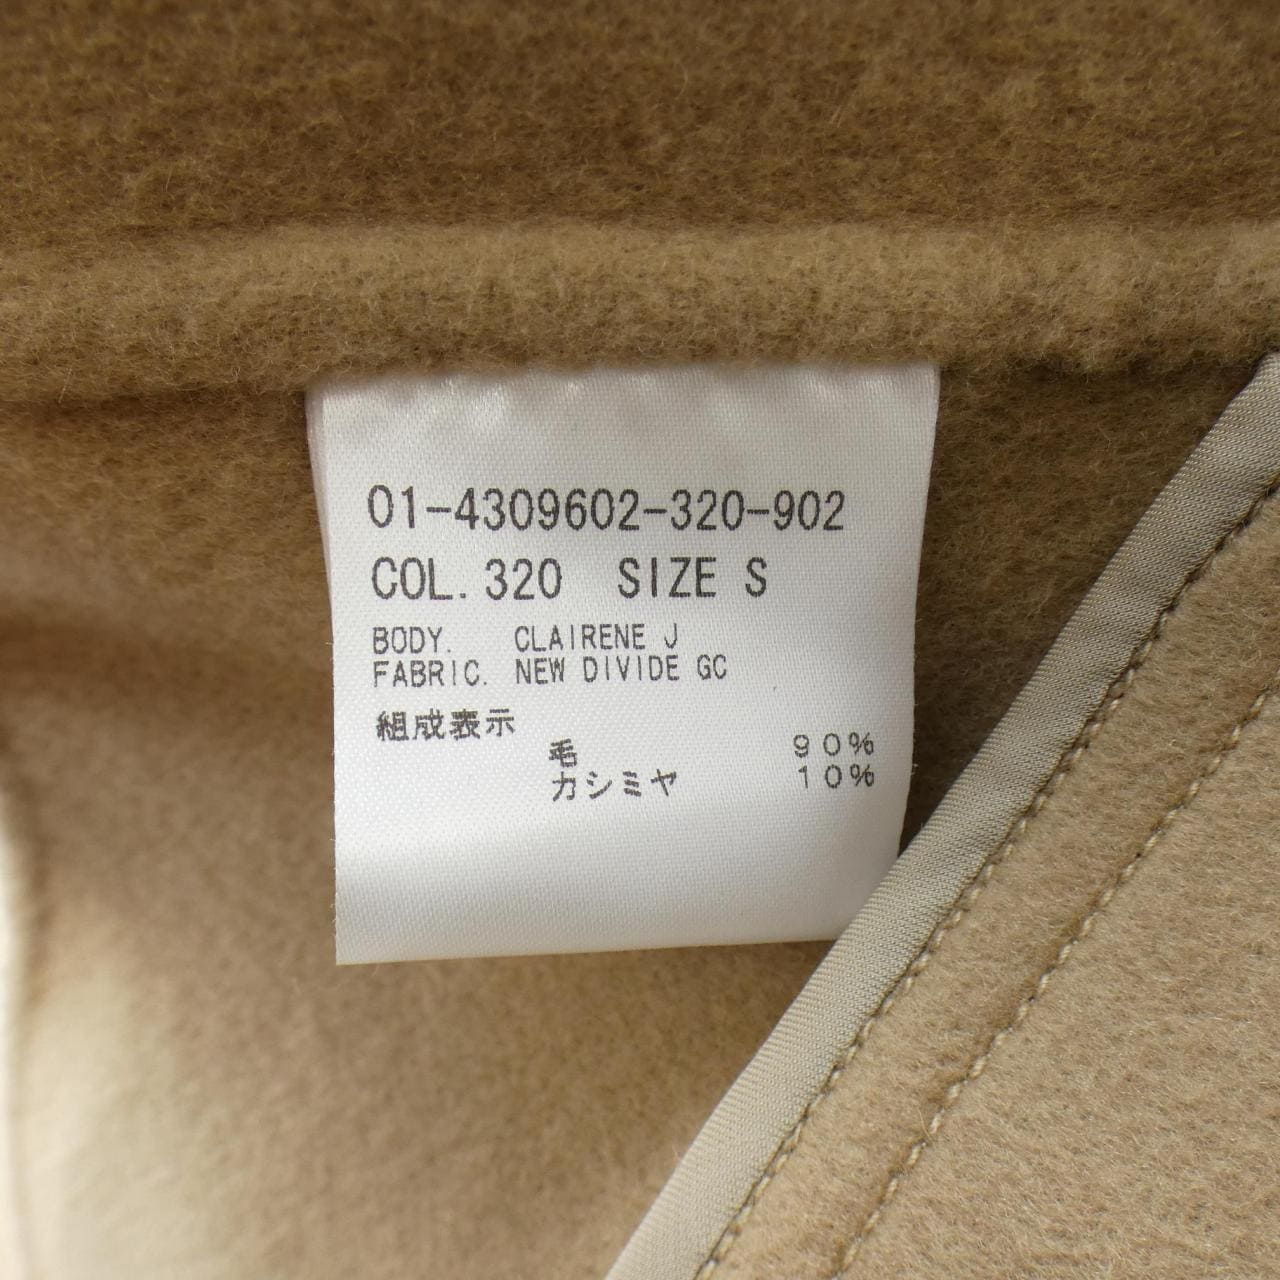 01-4309602-320-902
COL. 320 SIZE S
BODY. CLAIRENE J
FABRIC. NEW DIVIDE GC
組成表示
毛 90%
カシミヤ 10%